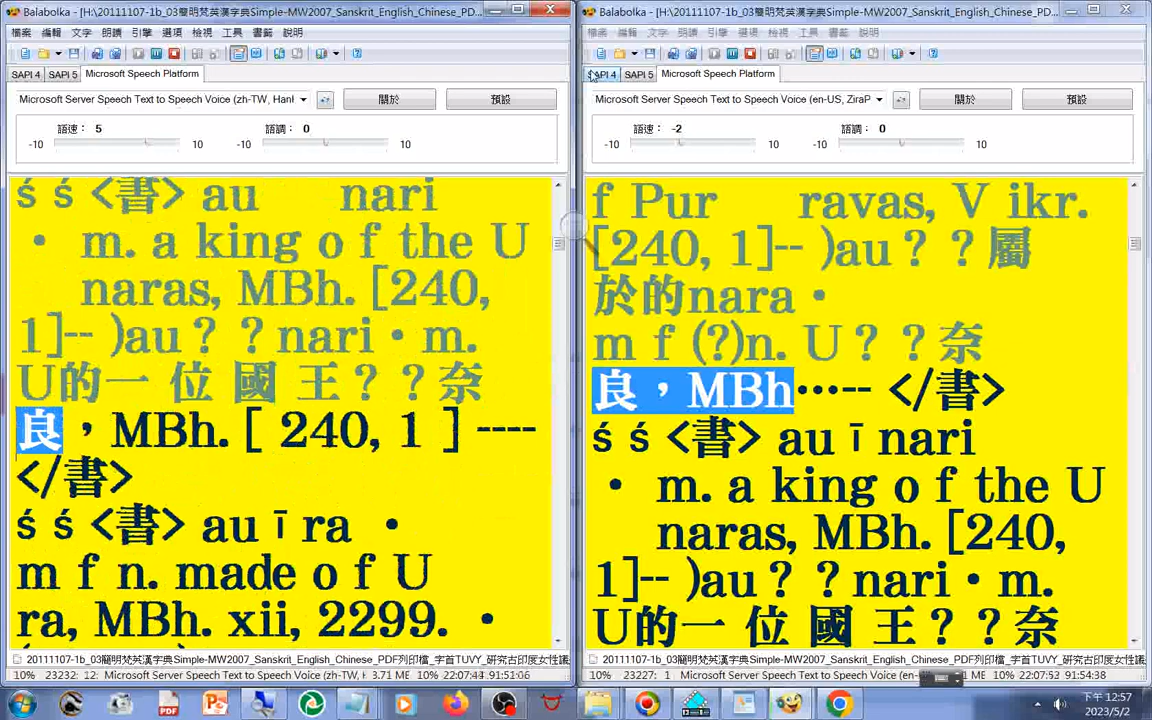 Balabolka - [H:\20111107-1b_03簡明梵英漢字典Simple-MW2007_Sanskrit_English_Chinese_PD...
檔案 編輯 文字 朗讀 引擎 選項 檢視 工具 書籤 說明
SAPI 4 SAPI 5 Microsoft Speech Platform
Microsoft Server Speech Text to Speech Voice (zh-TW, Hanl
關於 預設
語速: 5 語調: 0
-10 10 -10 10
ś ś <書> au nari
• m. a king o f the U
naras, MBh. [240,
1]-- )au？？nari • m.
U的一 位 國 王？？奈
良，MBh. [ 240, 1 ] ----
</書>
ś ś <書> au ī ra •
m f n. made o f U
ra, MBh. xii, 2299. •
20111107-1b_03簡明梵英漢字典Simple-MW2007_Sanskrit_English_Chinese_PDF列印檔_字首TUVY_研究古印度女性議
10% 23232: 12: Microsoft Server Speech Text to Speech Voice (zh-TW, H 3.71 ME 10% 22:07:44 91:51:06
Balabolka - [H:\20111107-1b_03簡明梵英漢字典Simple-MW2007_Sanskrit_English_Chinese_PD...
檔案 編輯 文字 朗讀 引擎 選項 檢視 工具 書籤 說明
SAPI 4 SAPI 5 Microsoft Speech Platform
Microsoft Server Speech Text to Speech Voice (en-US, ZiraP
關於 預設
語速: -2 語調: 0
-10 10 -10 10
f Pur ravas, V ikr.
[240, 1]-- )au？？屬
於的nara •
m f (?)n. U？？奈
良，MBh…-- </書>
ś ś <書> au ī nari
• m. a king o f the U
naras, MBh. [240,
1]-- )au？？nari • m.
U的一 位 國 王？？奈
20111107-1b_03簡明梵英漢字典Simple-MW2007_Sanskrit_English_Chinese_PDF列印檔_字首TUVY_研究古印度女性議
10% 23227: 1 Microsoft Server Speech Text to Speech Voice (en- ME 10% 22:07:52 91:54:38
下午 12:57
2023/5/2